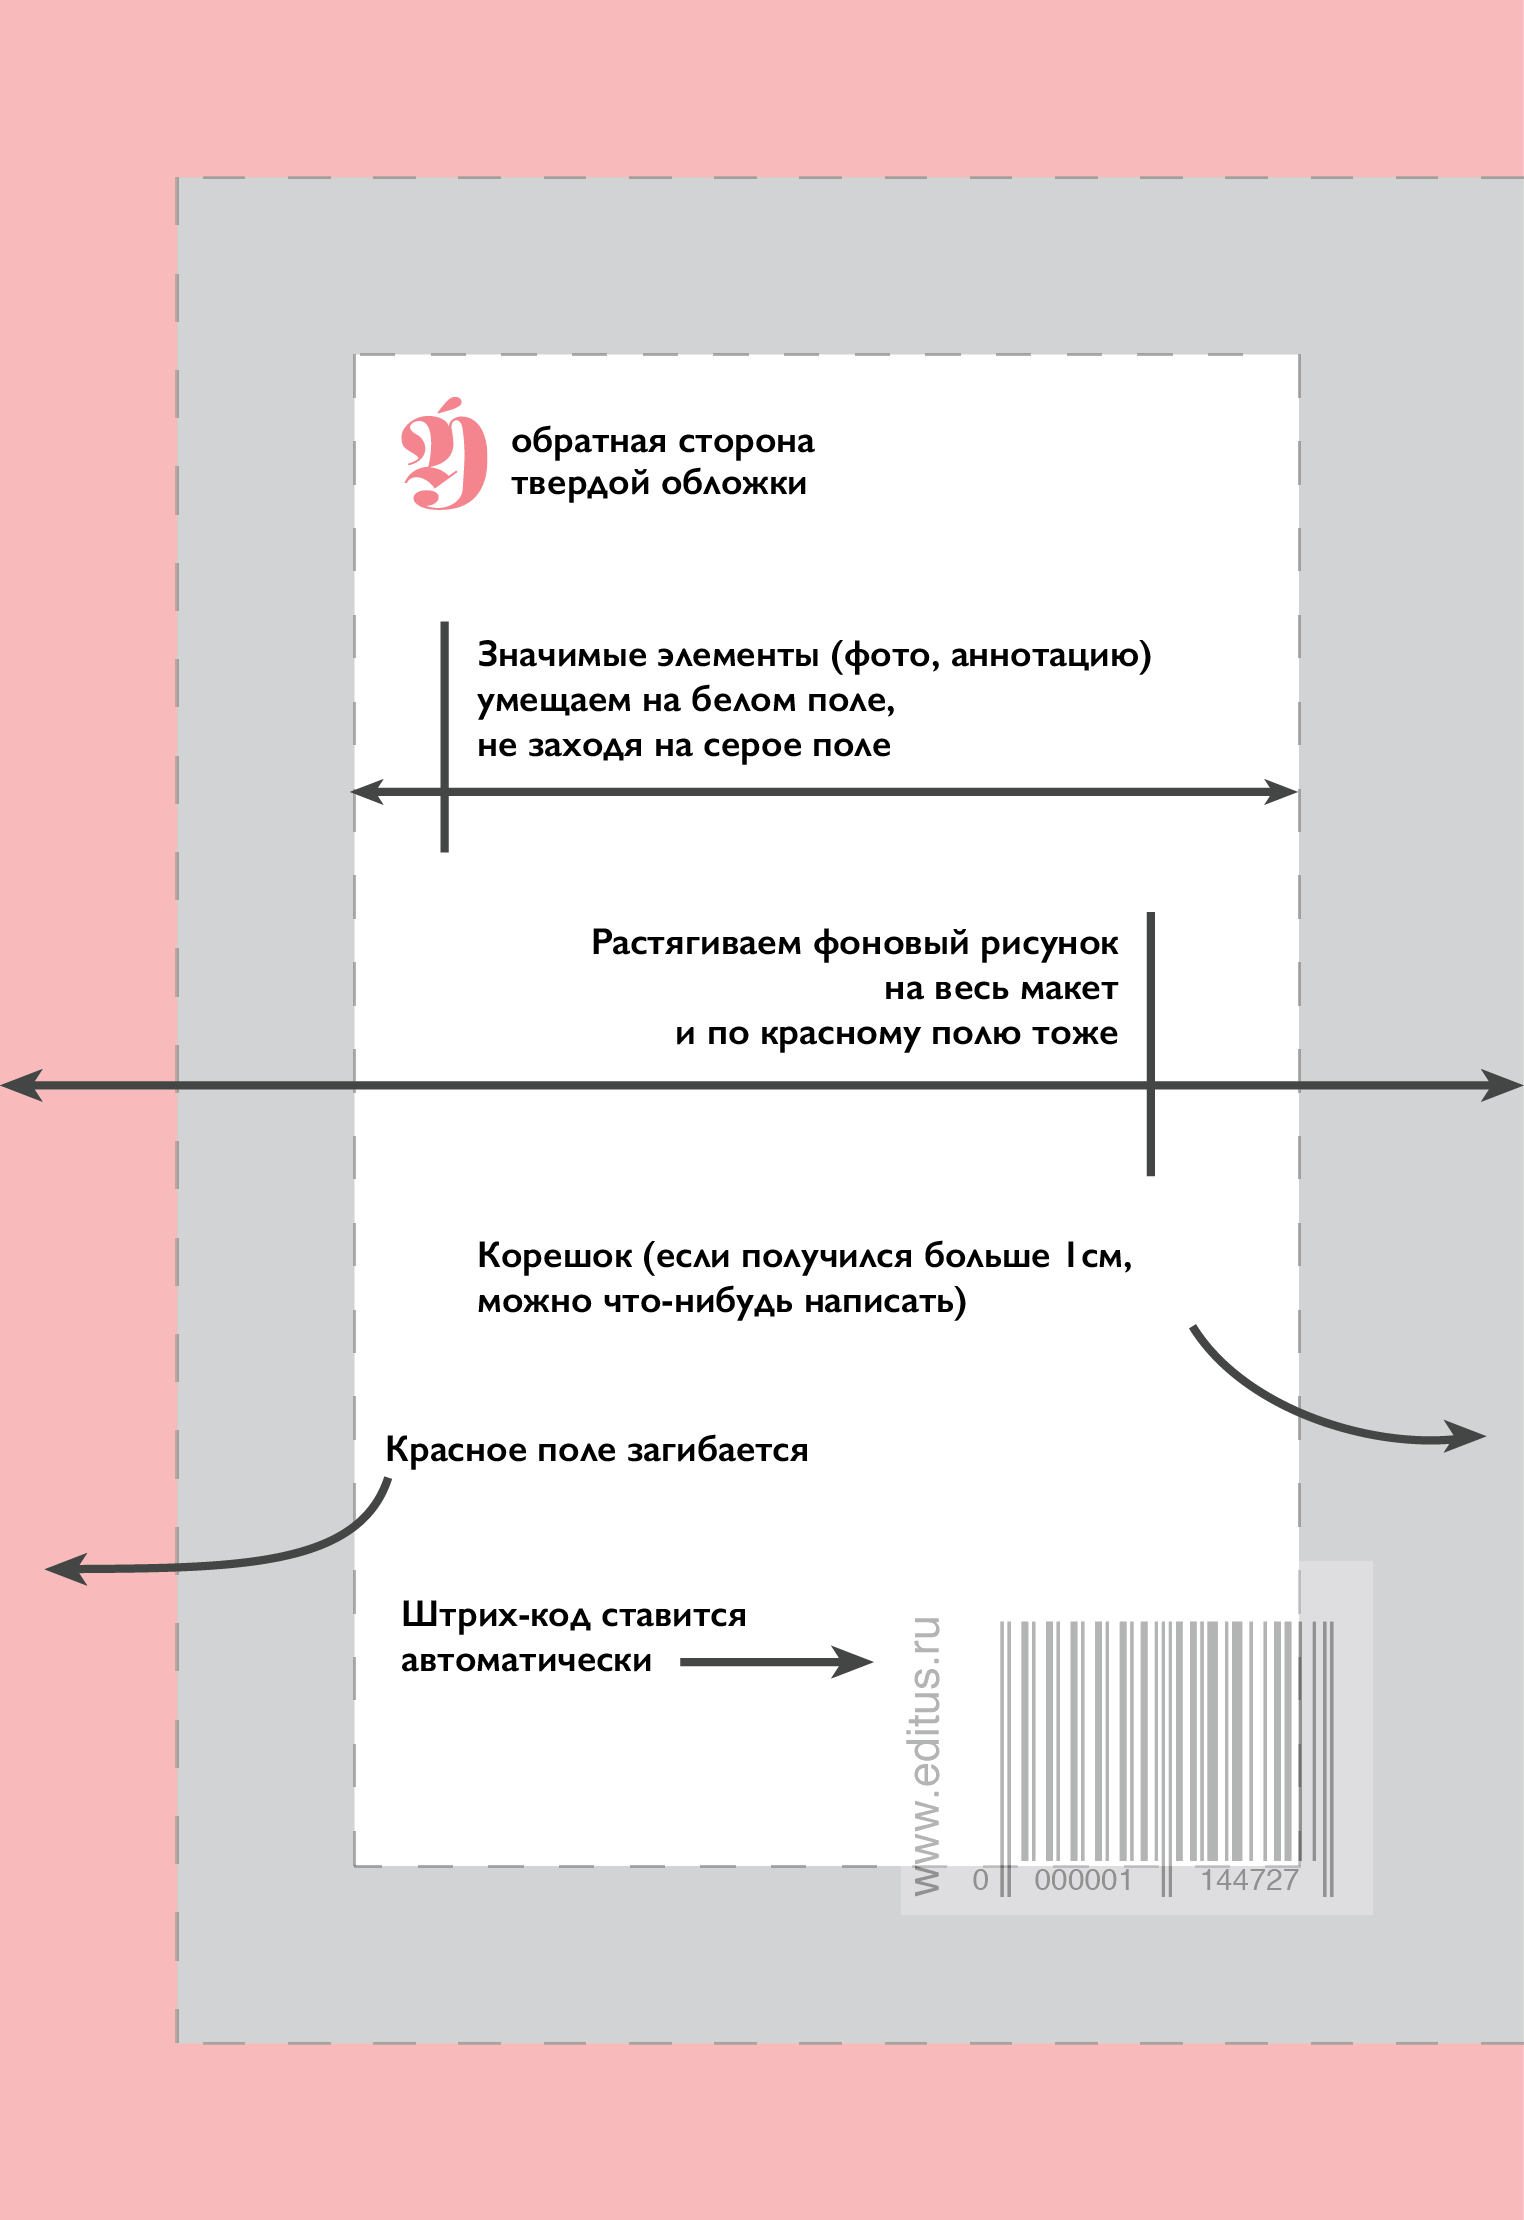 обратная сторона
твердой обложки
Значимые элементы (фото, аннотацию)
умещаем на белом поле,
не заходя на серое поле
Растягиваем фоновый рисунок
на весь макет
и по красному полю тоже
Корешок (если получился больше 1см,
можно что-нибудь написать)
Красное поле загибается
Штрих-код ставится
автоматически
www.editus.ru
0 000001 144727